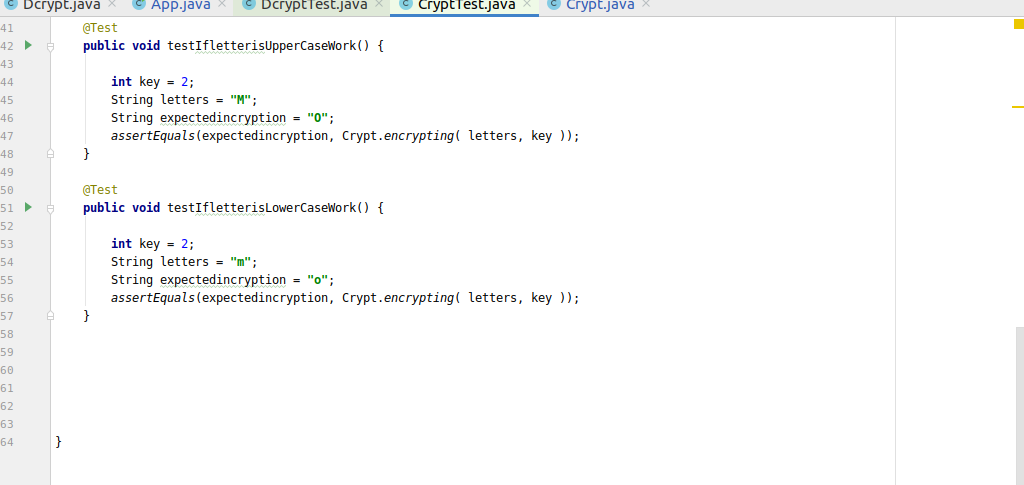 Dcrypt.java App.java DcryptTest.java CryptTest.java Crypt.java
41 @Test
42 public void testIfletterisUpperCaseWork() {
43
44 int key = 2;
45 String letters = "M";
46 String expectedincryption = "O";
47 assertEquals(expectedincryption, Crypt.encrypting( letters, key ));
48 }
49
50 @Test
51 public void testIfletterisLowerCaseWork() {
52
53 int key = 2;
54 String letters = "m";
55 String expectedincryption = "o";
56 assertEquals(expectedincryption, Crypt.encrypting( letters, key ));
57 }
58
59
60
61
62
63
64 }